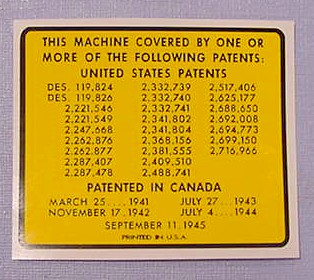 THIS MACHINE COVERED BY ONE OR
MORE OF THE FOLLOWING PATENTS:
UNITED STATES PATENTS
DES. 119,824 2,332,739 2,517,406
DES. 119,826 2,332,740 2,625,177
2,221,546 2,332,741 2,688,650
2,221,549 2,341,802 2,692,008
2,247,668 2,341,804 2,694,773
2,262,876 2,368,156 2,699,150
2,262,877 2,381,555 2,716,966
2,287,407 2,409,510
2,287,478 2,488,741
PATENTED IN CANADA
MARCH 25....1941 JULY 27....1943
NOVEMBER 17..1942 JULY 4.....1944
SEPTEMBER 11..1945
PRINTED IN U.S.A.